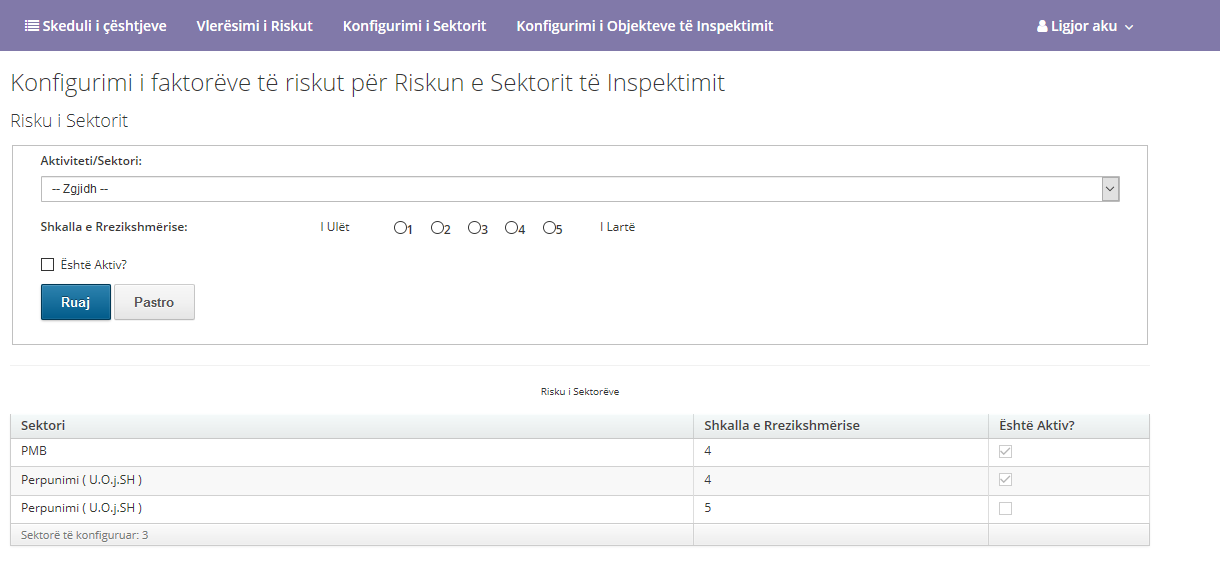 Skeduli i çështjeve Vlerësimi i Riskut Konfigurimi i Sektorit Konfigurimi i Objekteve të Inspektimit Ligjor aku
Konfigurimi i faktorëve të riskut për Riskun e Sektorit të Inspektimit
Risku i Sektorit
Aktiviteti/Sektori:
-- Zgjidh --
Shkalla e Rrezikshmërise: I Ulët 1 2 3 4 5 I Lartë
Është Aktiv?
Ruaj Pastro
Risku i Sektorëve
Sektori Shkalla e Rrezikshmërise Është Aktiv?
PMB 4
Perpunimi ( U.O.j.SH ) 4
Perpunimi ( U.O.j.SH ) 5
Sektorë të konfiguruar: 3